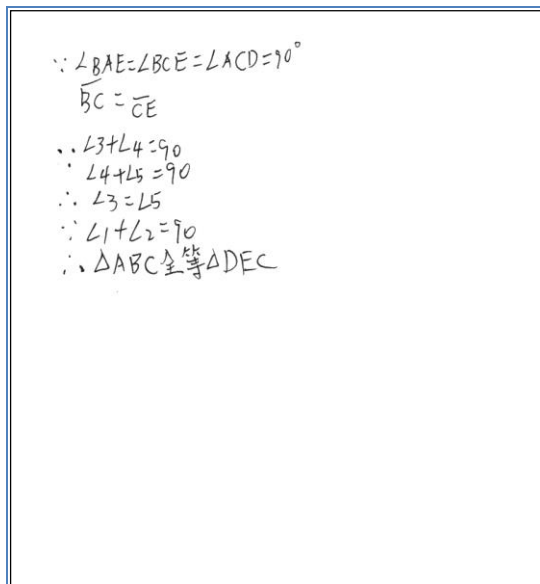 ∵ ∠BAE=∠BCE=∠ACD=90°
BC = CE
∵ ∠3+∠4=90
∠4+∠5=90
∴ ∠3=∠5
∵ ∠1+∠2=90
∴ △ABC全等△DEC